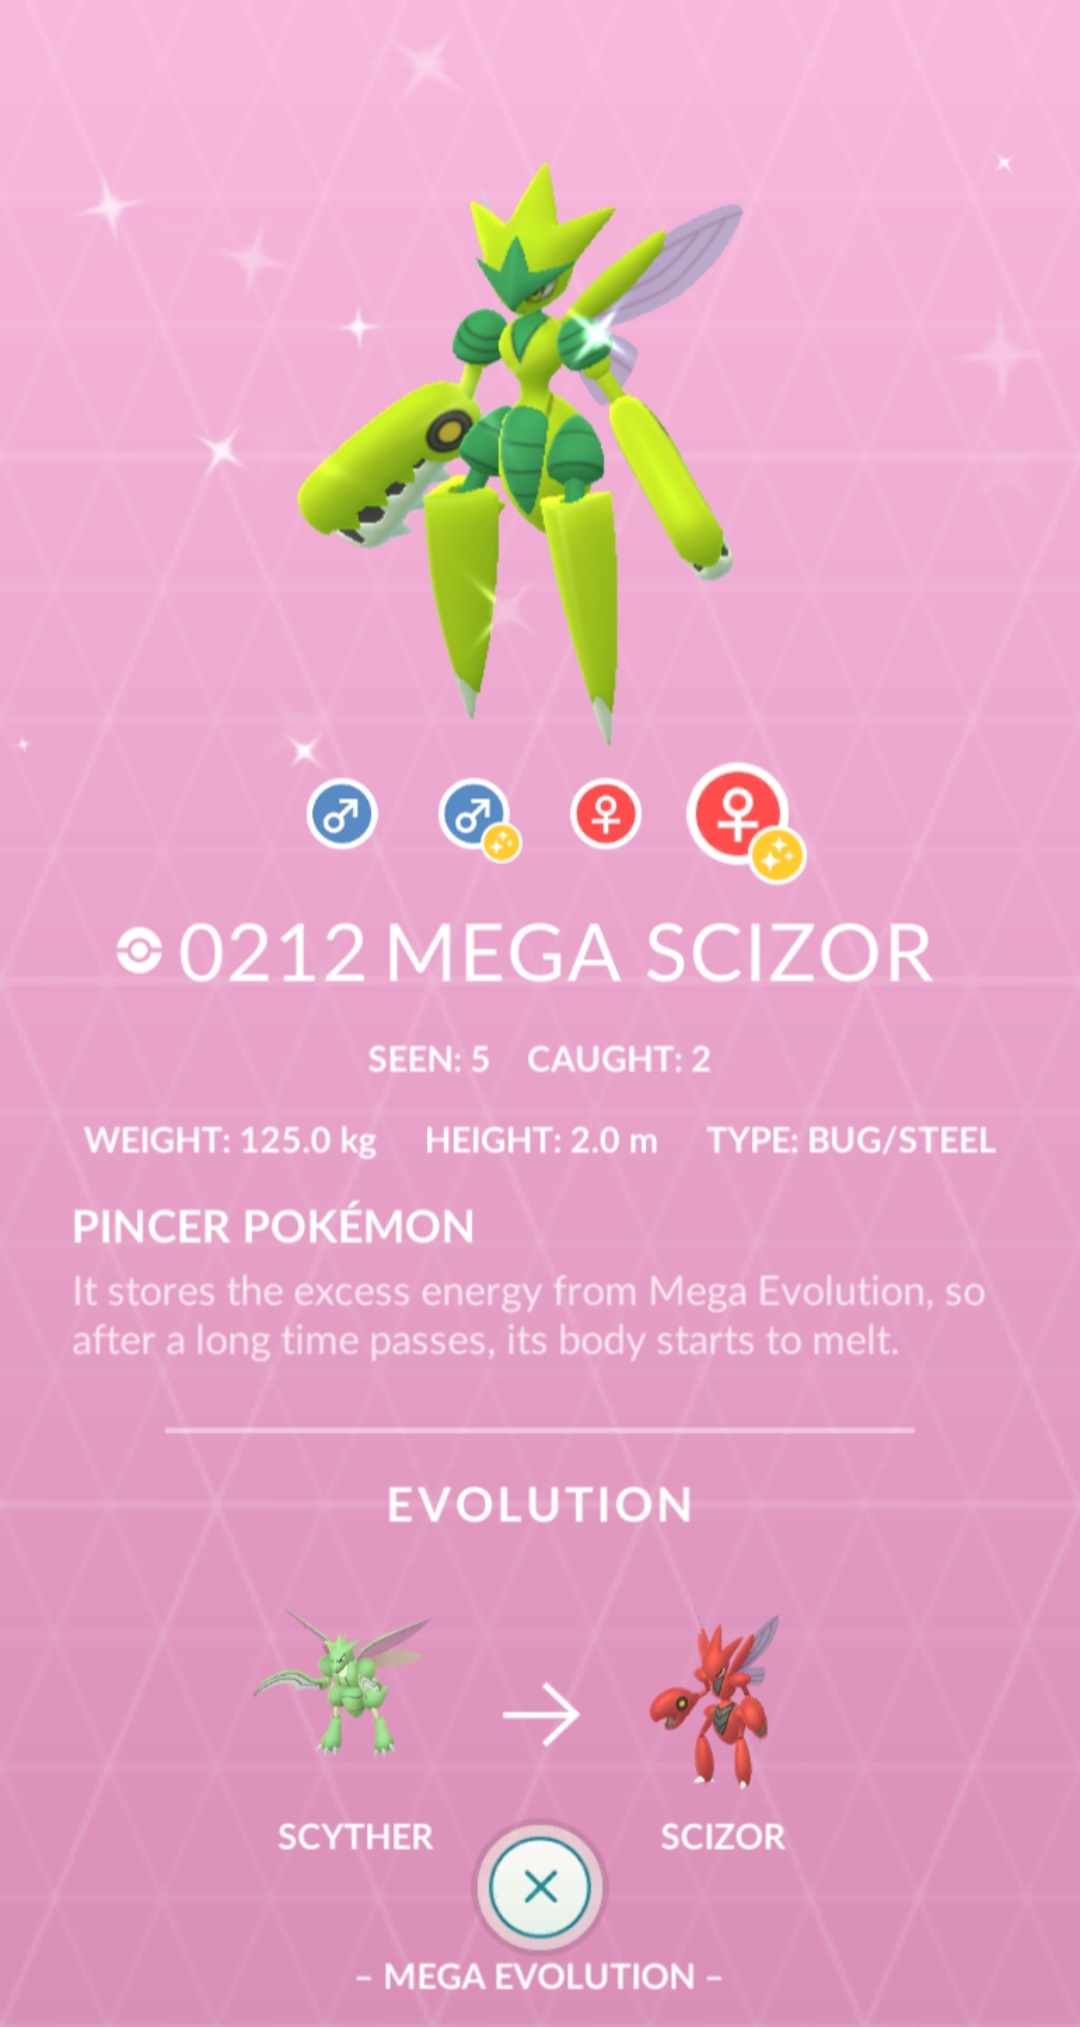 0212 MEGA SCIZOR
SEEN: 5 CAUGHT: 2
WEIGHT: 125.0 kg HEIGHT: 2.0 m TYPE: BUG/STEEL
PINCER POKÉMON
It stores the excess energy from Mega Evolution, so
after a long time passes, its body starts to melt.
EVOLUTION
SCYTHER SCIZOR
– MEGA EVOLUTION –